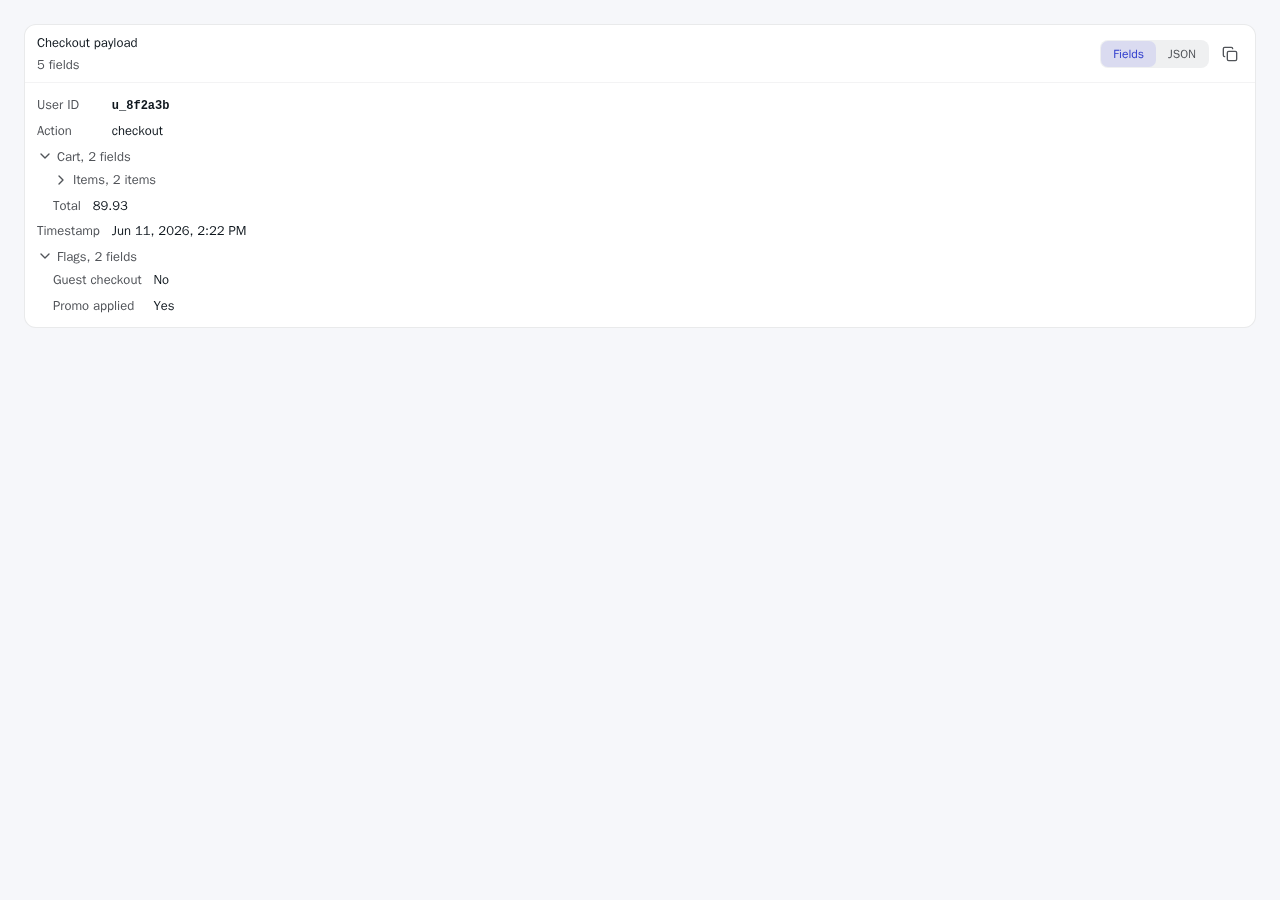 Checkout payload
5 fields
Fields JSON
User ID u_8f2a3b
Action checkout
Cart, 2 fields
Items, 2 items
Total 89.93
Timestamp Jun 11, 2026, 2:22 PM
Flags, 2 fields
Guest checkout No
Promo applied Yes